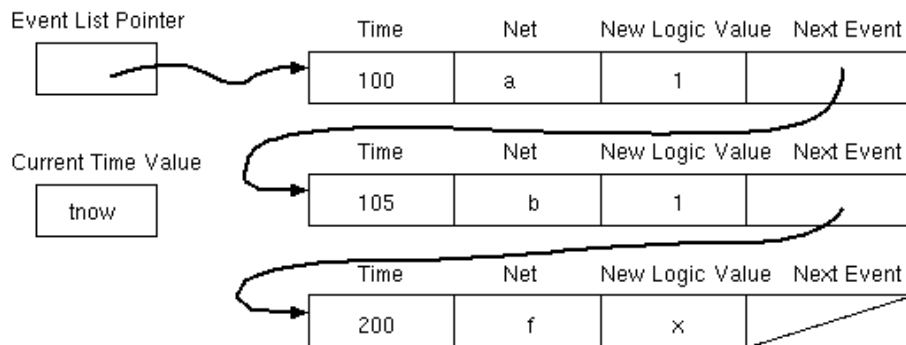 Event List Pointer
Time Net New Logic Value Next Event
100 a 1
Current Time Value
Time Net New Logic Value Next Event
tnow
105 b 1
Time Net New Logic Value Next Event
200 f x